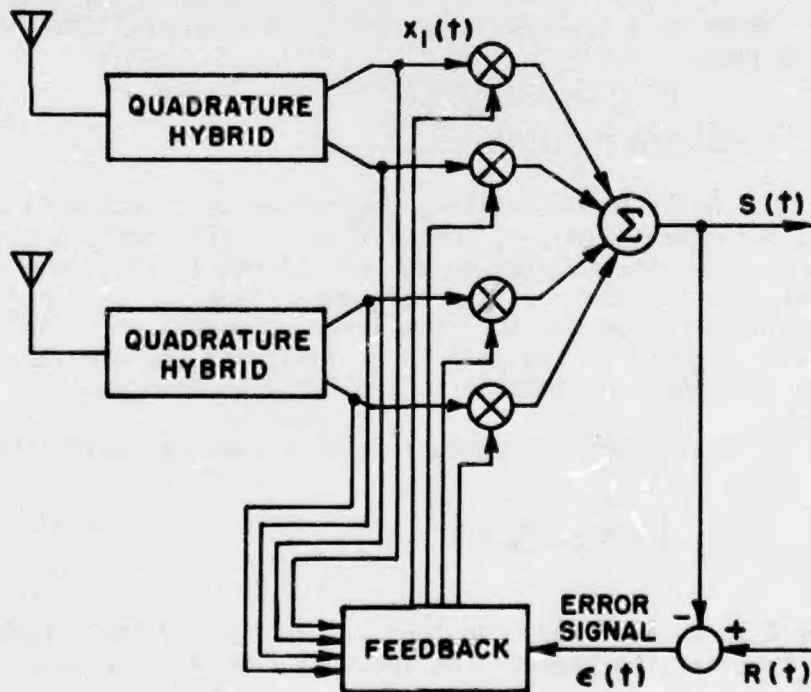 x₁(t)
QUADRATURE
HYBRID
S(t)
Σ
QUADRATURE
HYBRID
ERROR
SIGNAL
- +
FEEDBACK
ϵ(t)
R(t)